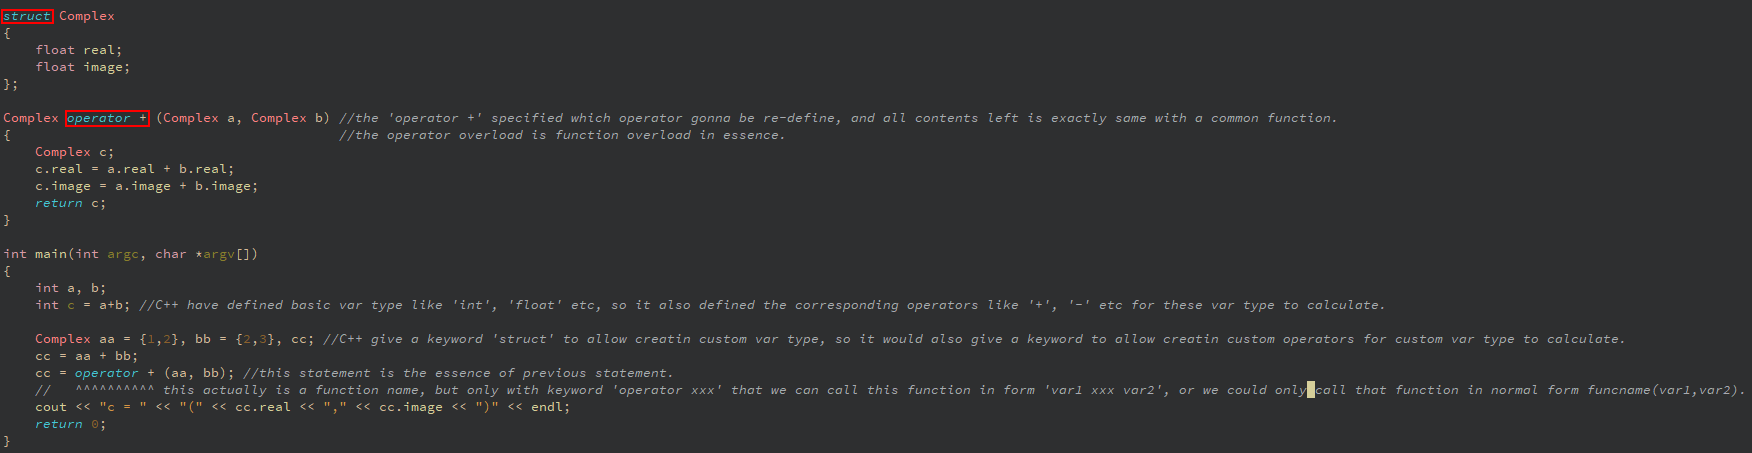 struct Complex
{
    float real;
    float image;
};

Complex operator + (Complex a, Complex b) //the 'operator +' specified which operator gonna be re-define, and all contents left is exactly same with a common function.
{                                         //the operator overload is function overload in essence.
    Complex c;
    c.real = a.real + b.real;
    c.image = a.image + b.image;
    return c;
}

int main(int argc, char *argv[])
{
    int a, b;
    int c = a+b; //C++ have defined basic var type like 'int', 'float' etc, so it also defined the corresponding operators like '+', '-' etc for these var type to calculate.

    Complex aa = {1,2}, bb = {2,3}, cc; //C++ give a keyword 'struct' to allow creatin custom var type, so it would also give a keyword to allow creatin custom operators for custom var type to calculate.
    cc = aa + bb;
    cc = operator + (aa, bb); //this statement is the essence of previous statement.
    //   ^^^^^^^^^^ this actually is a function name, but only with keyword 'operator xxx' that we can call this function in form 'var1 xxx var2', or we could only call that function in normal form funcname(var1,var2).
    cout << "c = " << "(" << cc.real << "," << cc.image << ")" << endl;
    return 0;
}